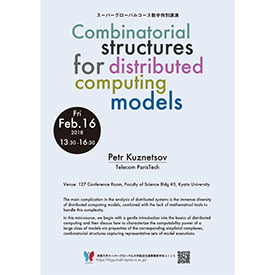 スーパーグローバルコース数学特別講演
Combinatorial
structures
for distributed
computing
models
Fri
Feb.16
2018
13:30-16:30
Petr Kuznetsov
Telecom ParisTech
Venue: 127 Conference Room, Faculty of Science Bldg #3, Kyoto University
The main complication in the analysis of distributed systems is the immense diversity
of distributed computing models, combined with the lack of mathematical tools to
handle this complexity.
In this minicourse, we begin with a gentle introduction into the basics of distributed
computing and then discuss how to characterize the computability power of a
large class of models via properties of the corresponding simplicial complexes,
combinatorial structures capturing representative sets of model executions.